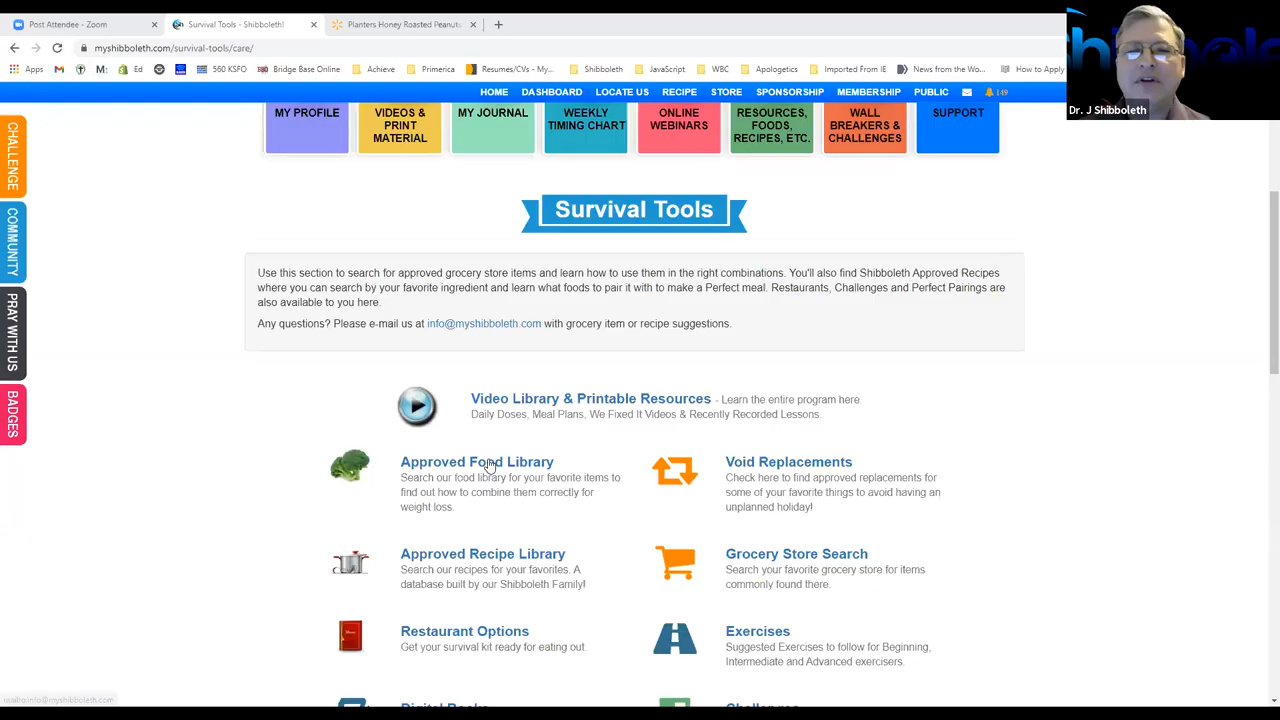 Post Attendee - Zoom
Survival Tools - Shibboleth!
Planters Honey Roasted Peanuts
myshibboleth.com/survival-tools/care/
Apps
Ed
560 KSFO
Bridge Base Online
Achieve
Primerica
Resumes/CVs - My...
Shibboleth
JavaScript
WBC
Apologetics
Imported From IE
News from the Wo...
How to Apply
Dr. J Shibboleth
HOME DASHBOARD LOCATE US RECIPE STORE SPONSORSHIP MEMBERSHIP PUBLIC 149
MY PROFILE
VIDEOS &
PRINT
MATERIAL
MY JOURNAL
WEEKLY
TIMING CHART
ONLINE
WEBINARS
RESOURCES,
FOODS,
RECIPES, ETC.
WALL
BREAKERS &
CHALLENGES
SUPPORT
CHALLENGE
COMMUNITY
PRAY WITH US
BADGES
Survival Tools
Use this section to search for approved grocery store items and learn how to use them in the right combinations. You'll also find Shibboleth Approved Recipes
where you can search by your favorite ingredient and learn what foods to pair it with to make a Perfect meal. Restaurants, Challenges and Perfect Pairings are
also available to you here.
Any questions? Please e-mail us at info@myshibboleth.com with grocery item or recipe suggestions.
Video Library & Printable Resources - Learn the entire program here.
Daily Doses, Meal Plans, We Fixed It Videos & Recently Recorded Lessons.
Approved Food Library
Search our food library for your favorite items to
find out how to combine them correctly for
weight loss.
Void Replacements
Check here to find approved replacements for
some of your favorite things to avoid having an
unplanned holiday!
Approved Recipe Library
Search our recipes for your favorites. A
database built by our Shibboleth Family!
Grocery Store Search
Search your favorite grocery store for items
commonly found there.
Restaurant Options
Get your survival kit ready for eating out.
Exercises
Suggested Exercises to follow for Beginning,
Intermediate and Advanced exercisers.
mailto:info@myshibboleth.com